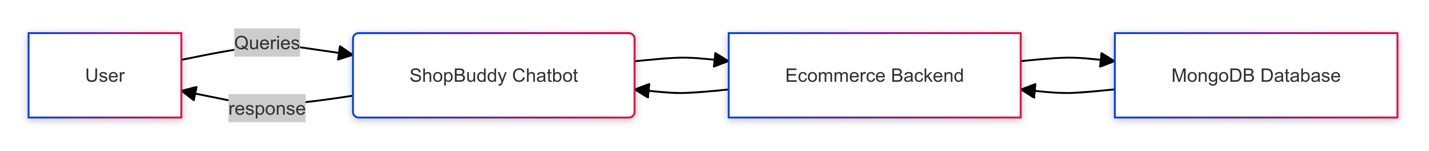 User
Queries
response
ShopBuddy Chatbot
Ecommerce Backend
MongoDB Database